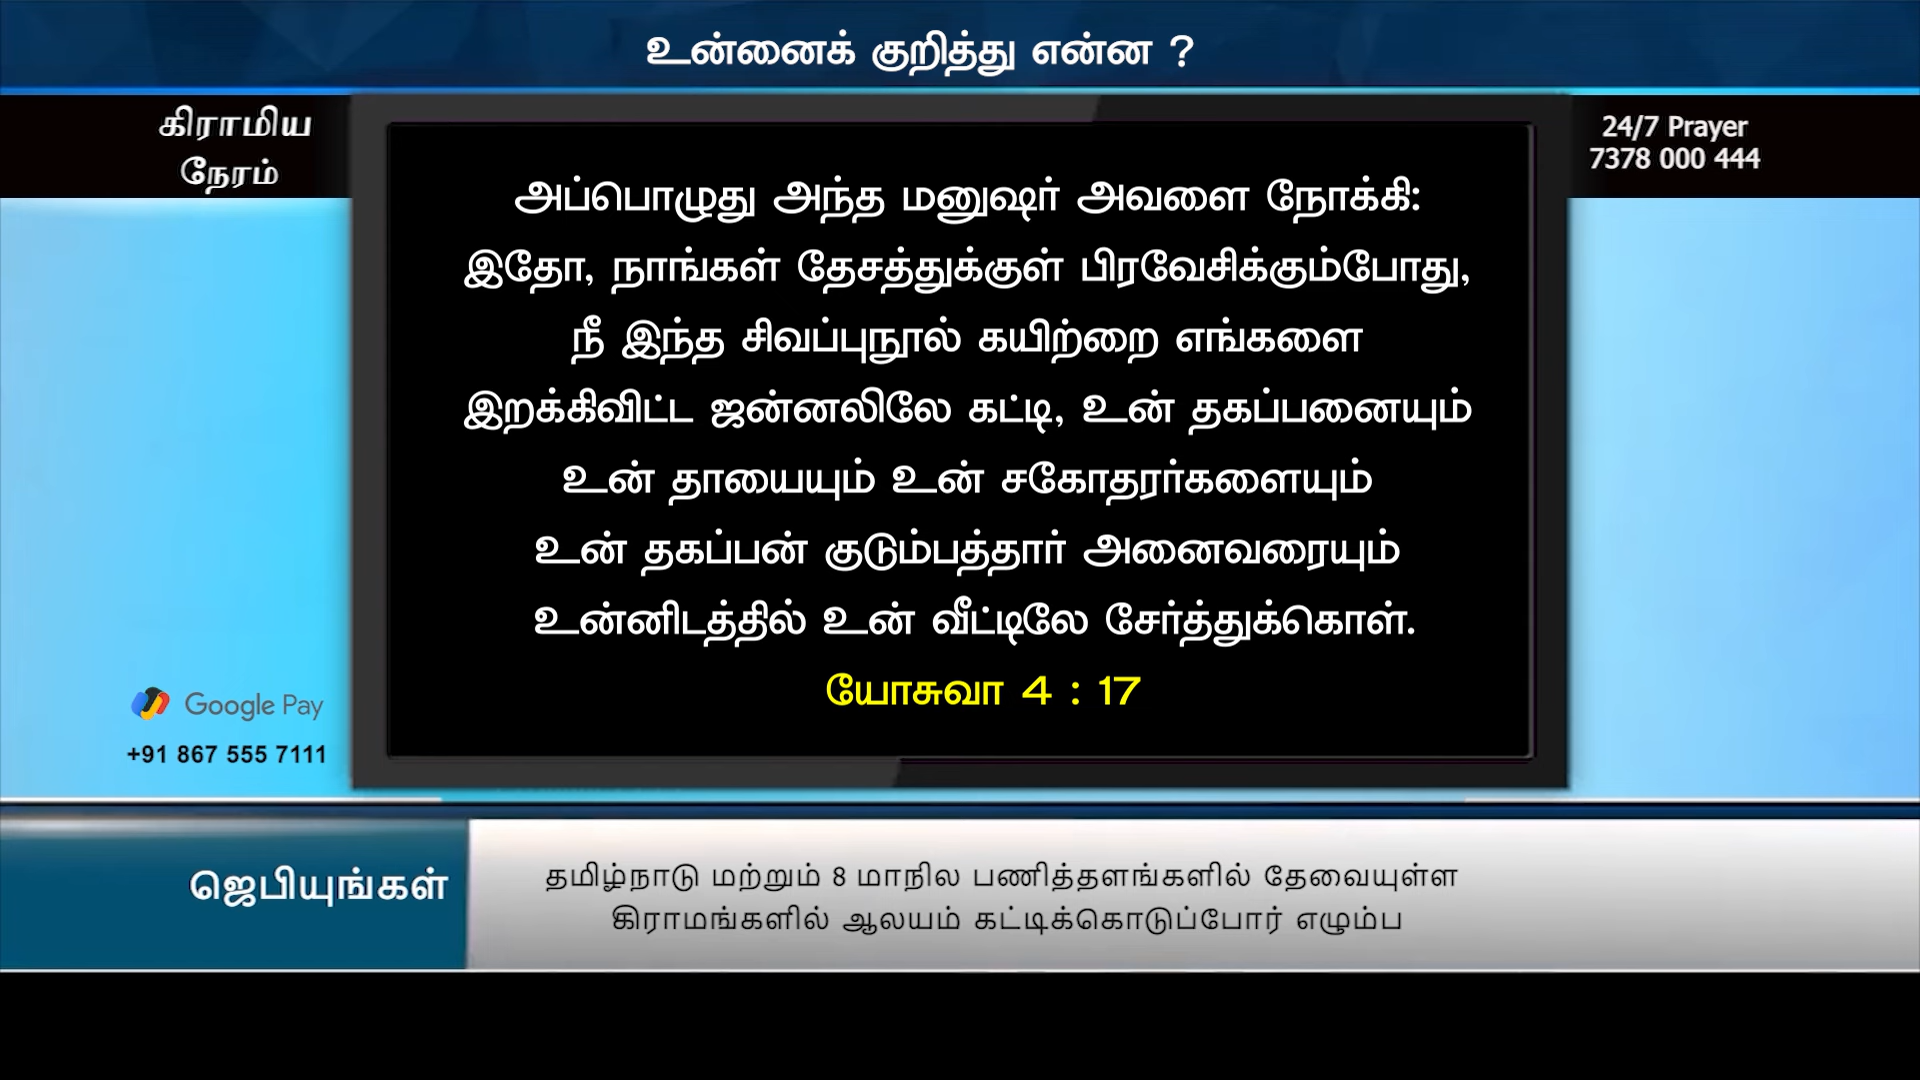 உன்னைக் குறித்து என்ன ?
கிராமிய
நேரம்
24/7 Prayer
7378 000 444
அப்பொழுது அந்த மனுஷர் அவளை நோக்கி:
இதோ, நாங்கள் தேசத்துக்குள் பிரவேசிக்கும்போது,
நீ இந்த சிவப்புநூல் கயிற்றை எங்களை
இறக்கிவிட்ட ஜன்னலிலே கட்டி, உன் தகப்பனையும்
உன் தாயையும் உன் சகோதரர்களையும்
உன் தகப்பன் குடும்பத்தார் அனைவரையும்
உன்னிடத்தில் உன் வீட்டிலே சேர்த்துக்கொள்.
யோசுவா 4 : 17
Google Pay
+91 867 555 7111
ஜெபியுங்கள்
தமிழ்நாடு மற்றும் 8 மாநில பணித்தளங்களில் தேவையுள்ள
கிராமங்களில் ஆலயம் கட்டிக்கொடுப்போர் எழும்ப